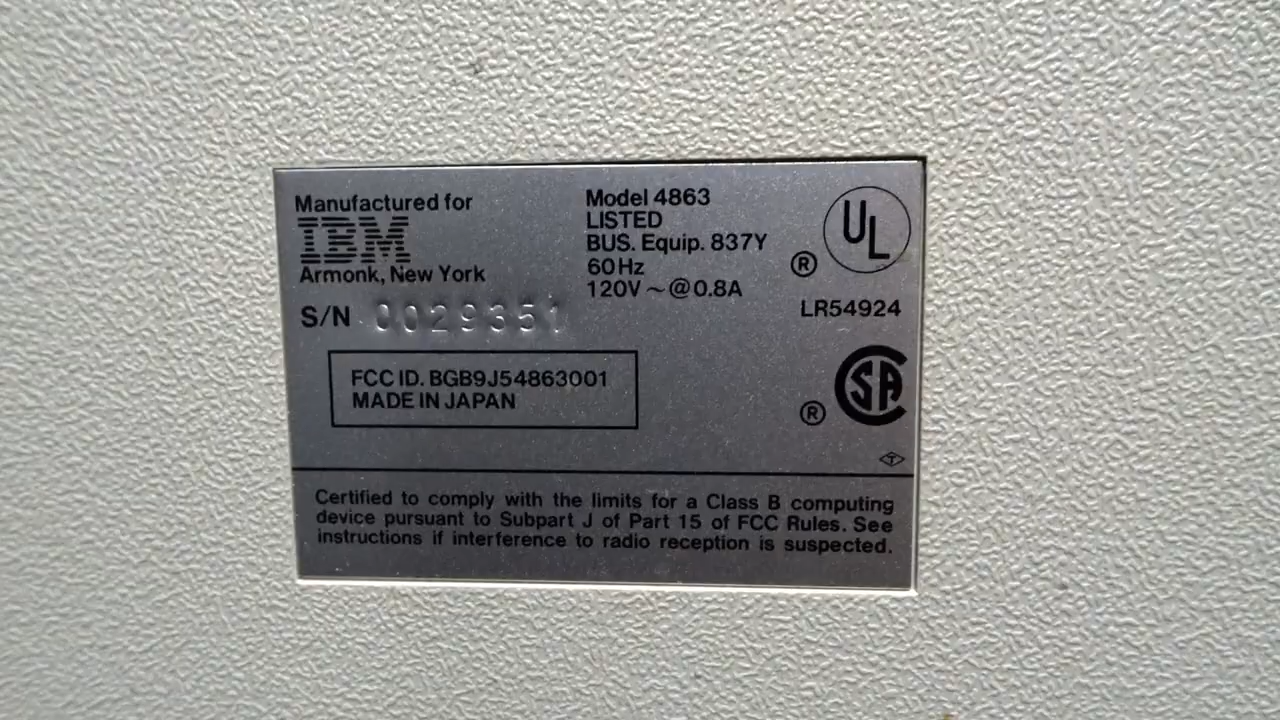 Manufactured for
IBM
Armonk, New York
S/N 0029351
Model 4863
LISTED
BUS. Equip. 837Y
60Hz
120V ~ @ 0.8A
UL
®
LR54924
FCC ID. BGB9J54863001
MADE IN JAPAN
CSA
®
T
Certified to comply with the limits for a Class B computing
device pursuant to Subpart J of Part 15 of FCC Rules. See
instructions if interference to radio reception is suspected.